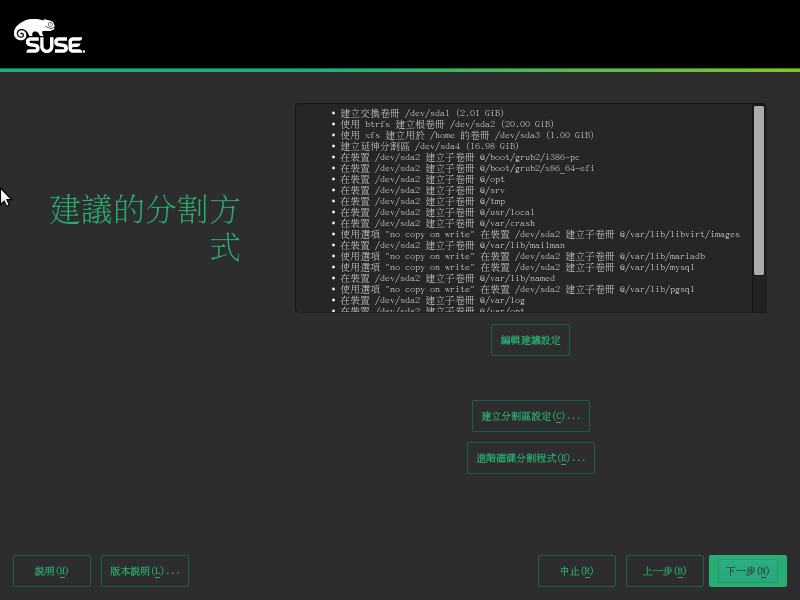 SUSE
建議的分割方
式
• 建立交換卷冊 /dev/sda1 (2.01 GiB)
• 使用 btrfs 建立根卷冊 /dev/sda2 (20.00 GiB)
• 使用 xfs 建立用於 /home 的卷冊 /dev/sda3 (1.00 GiB)
• 建立延伸分割區 /dev/sda4 (16.98 GiB)
• 在裝置 /dev/sda2 建立子卷冊 @/boot/grub2/i386-pc
• 在裝置 /dev/sda2 建立子卷冊 @/boot/grub2/x86_64-efi
• 在裝置 /dev/sda2 建立子卷冊 @/opt
• 在裝置 /dev/sda2 建立子卷冊 @/srv
• 在裝置 /dev/sda2 建立子卷冊 @/tmp
• 在裝置 /dev/sda2 建立子卷冊 @/usr/local
• 在裝置 /dev/sda2 建立子卷冊 @/var/crash
• 使用選項 "no copy on write" 在裝置 /dev/sda2 建立子卷冊 @/var/lib/libvirt/images
• 在裝置 /dev/sda2 建立子卷冊 @/var/lib/mailman
• 使用選項 "no copy on write" 在裝置 /dev/sda2 建立子卷冊 @/var/lib/mariadb
• 使用選項 "no copy on write" 在裝置 /dev/sda2 建立子卷冊 @/var/lib/mysql
• 在裝置 /dev/sda2 建立子卷冊 @/var/lib/named
• 使用選項 "no copy on write" 在裝置 /dev/sda2 建立子卷冊 @/var/lib/pgsql
• 在裝置 /dev/sda2 建立子卷冊 @/var/log
• 在裝置 /dev/sda2 建立子卷冊 @/var/opt
編輯建議設定
建立分割區設定(C)...
進階磁碟分割程式(E)...
說明(H)
版本說明(L)...
中止(R)
上一步(B)
下一步(N)